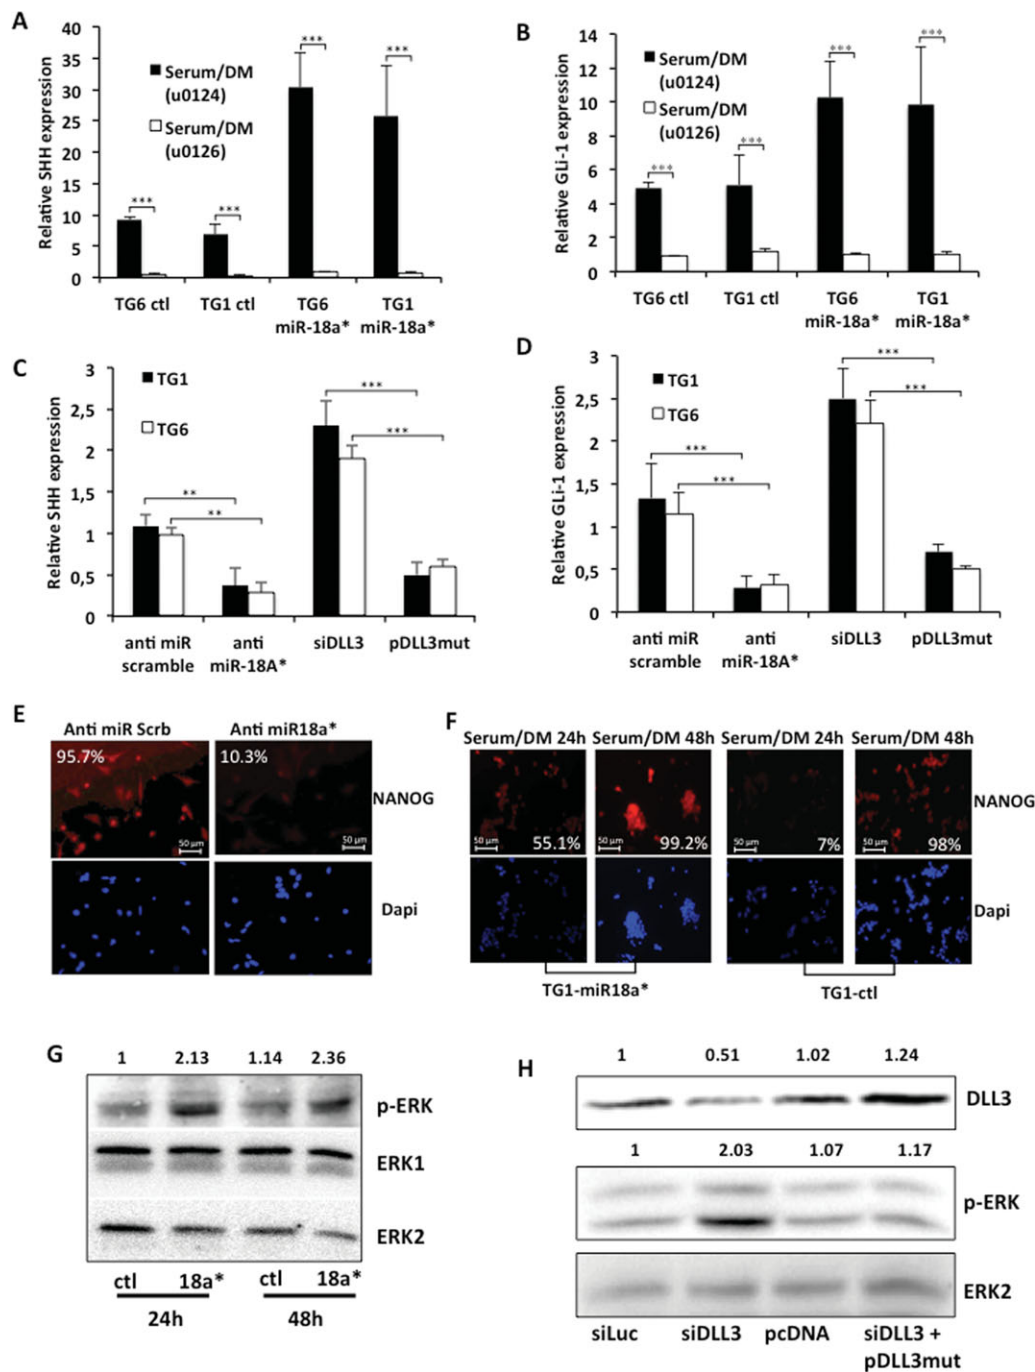 A
Relative SHH expression
40
35
30
25
20
15
10
5
0
Serum/DM
(u0124)
Serum/DM
(u0126)
***
***
***
***
TG6 ctl
TG1 ctl
TG6
miR-18a*
TG1
miR-18a*
B
Relative GLi-1 expression
14
12
10
8
6
4
2
0
Serum/DM
(u0124)
Serum/DM
(u0126)
***
***
***
***
TG6 ctl
TG1 ctl
TG6
miR-18a*
TG1
miR-18a*
C
Relative SHH expression
3
2,5
2
1,5
1
0,5
0
TG1
TG6
**
**
***
***
anti miR
scramble
anti
miR-18A*
siDLL3
pDLL3mut
D
Relative GLi-1 expression
3
2,5
2
1,5
1
0,5
0
TG1
TG6
***
***
***
***
anti miR
scramble
anti
miR-18A*
siDLL3
pDLL3mut
E
Anti miR Scrb
Anti miR18a*
95.7%
10.3%
NANOG
50 µm
50 µm
Dapi
F
Serum/DM 24h
Serum/DM 48h
Serum/DM 24h
Serum/DM 48h
NANOG
50 µm
55.1%
50 µm
99.2%
50 µm
7%
50 µm
98%
Dapi
TG1-miR18a*
TG1-ctl
G
1
2.13
1.14
2.36
p-ERK
ERK1
ERK2
ctl
18a*
ctl
18a*
24h
48h
H
1
0.51
1.02
1.24
DLL3
1
2.03
1.07
1.17
p-ERK
ERK2
siLuc
siDLL3
pcDNA
siDLL3 +
pDLL3mut